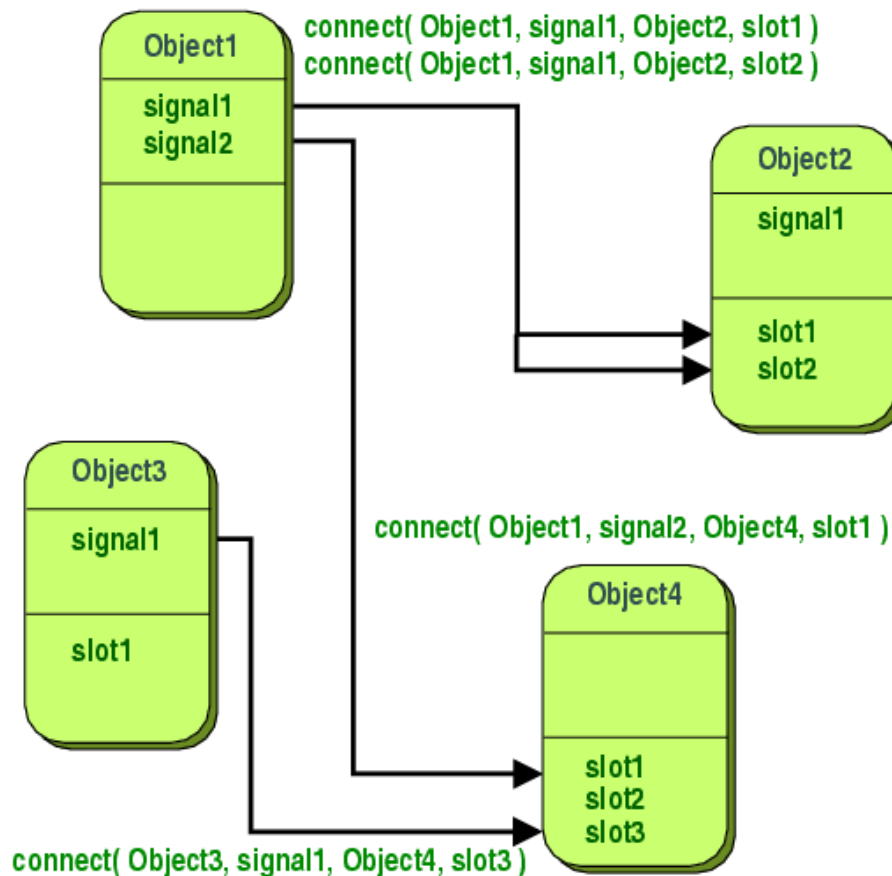 Object1
signal1
signal2
connect( Object1, signal1, Object2, slot1 )
connect( Object1, signal1, Object2, slot2 )
Object2
signal1
slot1
slot2
Object3
signal1
slot1
connect( Object1, signal2, Object4, slot1 )
Object4
slot1
slot2
slot3
connect( Object3, signal1, Object4, slot3 )